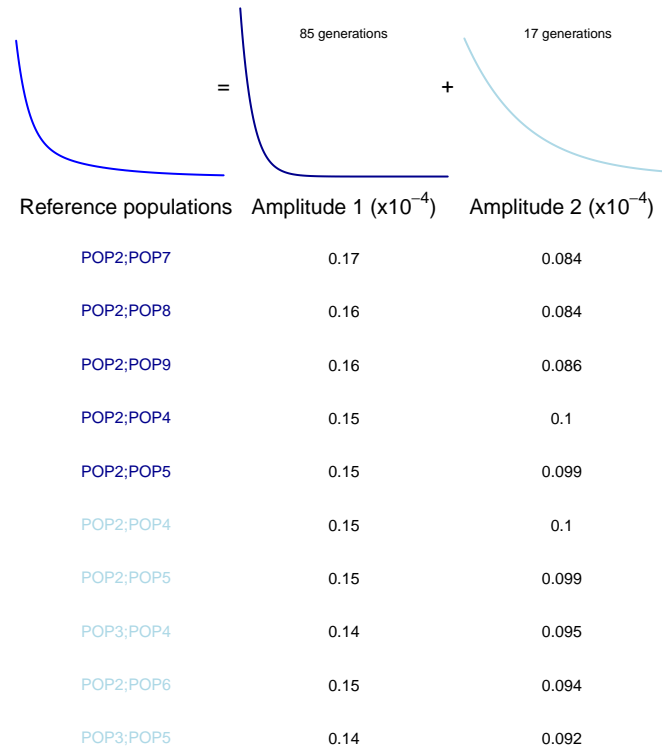 85 generations 17 generations
= +
Reference populations Amplitude 1 (x10⁻⁴) Amplitude 2 (x10⁻⁴)
POP2;POP7 0.17 0.084
POP2;POP8 0.16 0.084
POP2;POP9 0.16 0.086
POP2;POP4 0.15 0.1
POP2;POP5 0.15 0.099
POP2;POP4 0.15 0.1
POP2;POP5 0.15 0.099
POP3;POP4 0.14 0.095
POP2;POP6 0.15 0.094
POP3;POP5 0.14 0.092